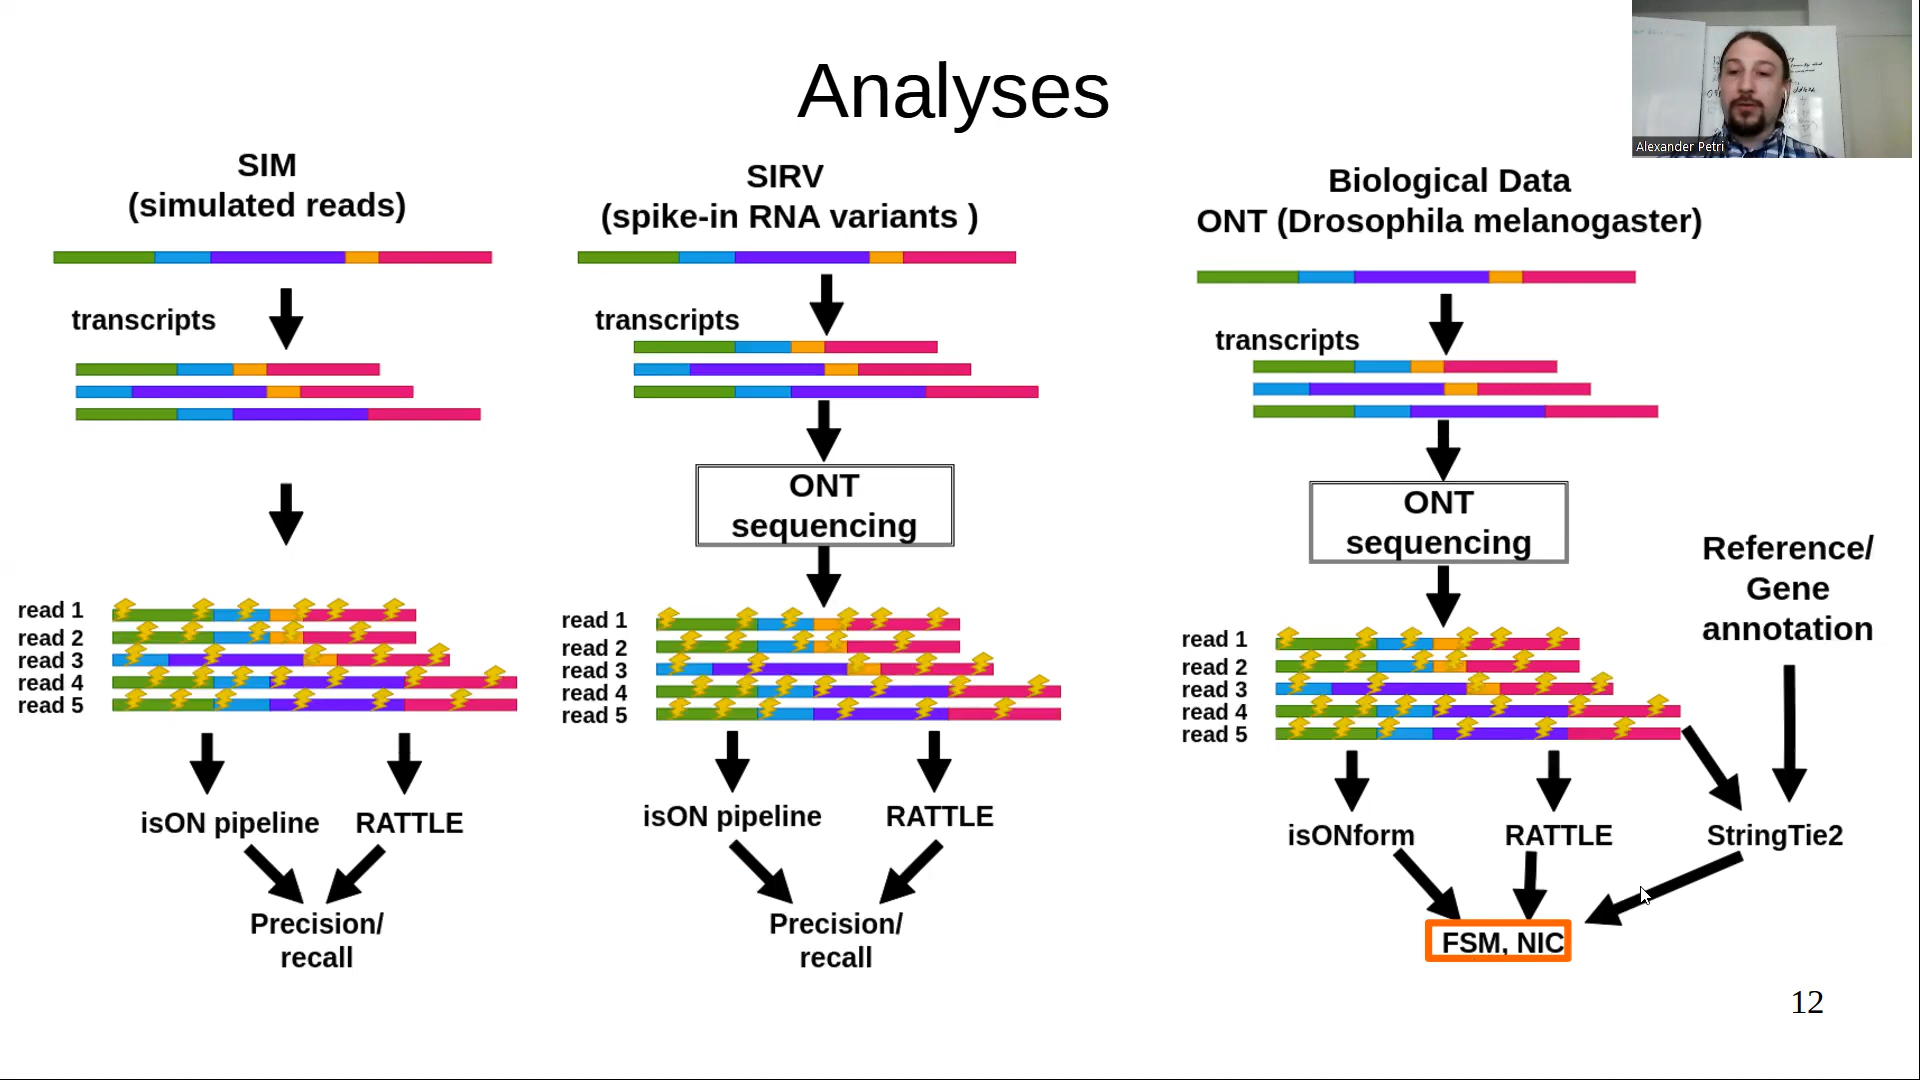 Analyses
Alexander Petri
SIM
(simulated reads)
transcripts
read 1
read 2
read 3
read 4
read 5
isON pipeline
RATTLE
Precision/
recall
SIRV
(spike-in RNA variants )
transcripts
ONT
sequencing
read 1
read 2
read 3
read 4
read 5
isON pipeline
RATTLE
Precision/
recall
Biological Data
ONT (Drosophila melanogaster)
transcripts
ONT
sequencing
read 1
read 2
read 3
read 4
read 5
Reference/
Gene
annotation
isONform
RATTLE
StringTie2
FSM, NIC
12